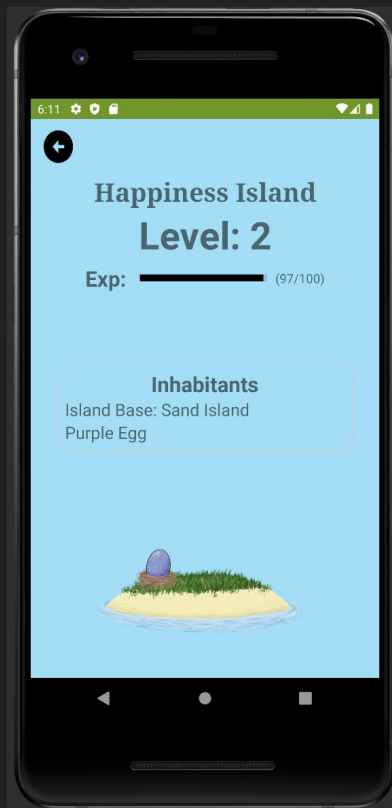 6:11
Happiness Island
Level: 2
Exp: (97/100)
Inhabitants
Island Base: Sand Island
Purple Egg